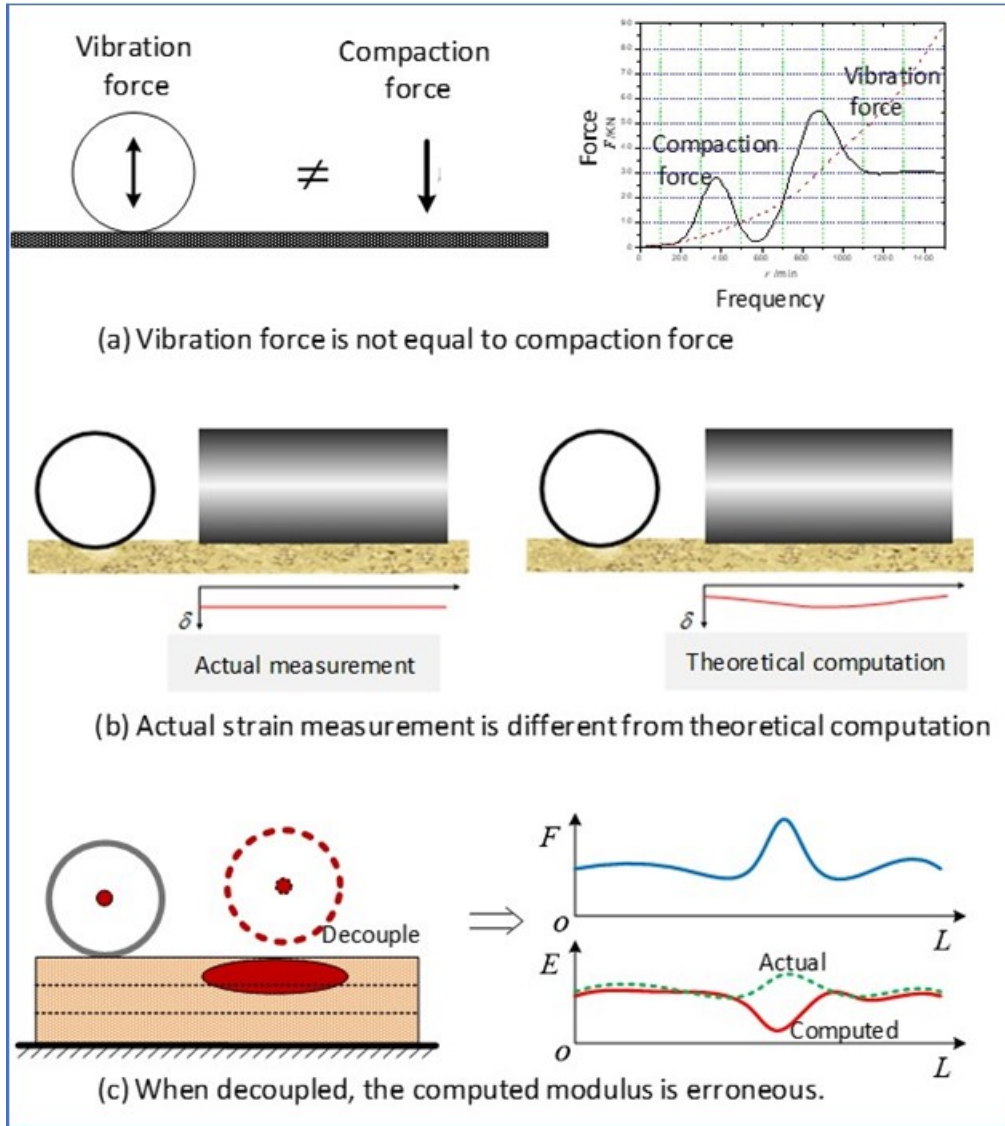 Vibration
force
Compaction
force
≠
Vibration
force
Compaction
force
Force
F/KN
Frequency
(a) Vibration force is not equal to compaction force
δ
Actual measurement
δ
Theoretical computation
(b) Actual strain measurement is different from theoretical computation
Decouple
F
o
L
E
Actual
Computed
o
L
(c) When decoupled, the computed modulus is erroneous.